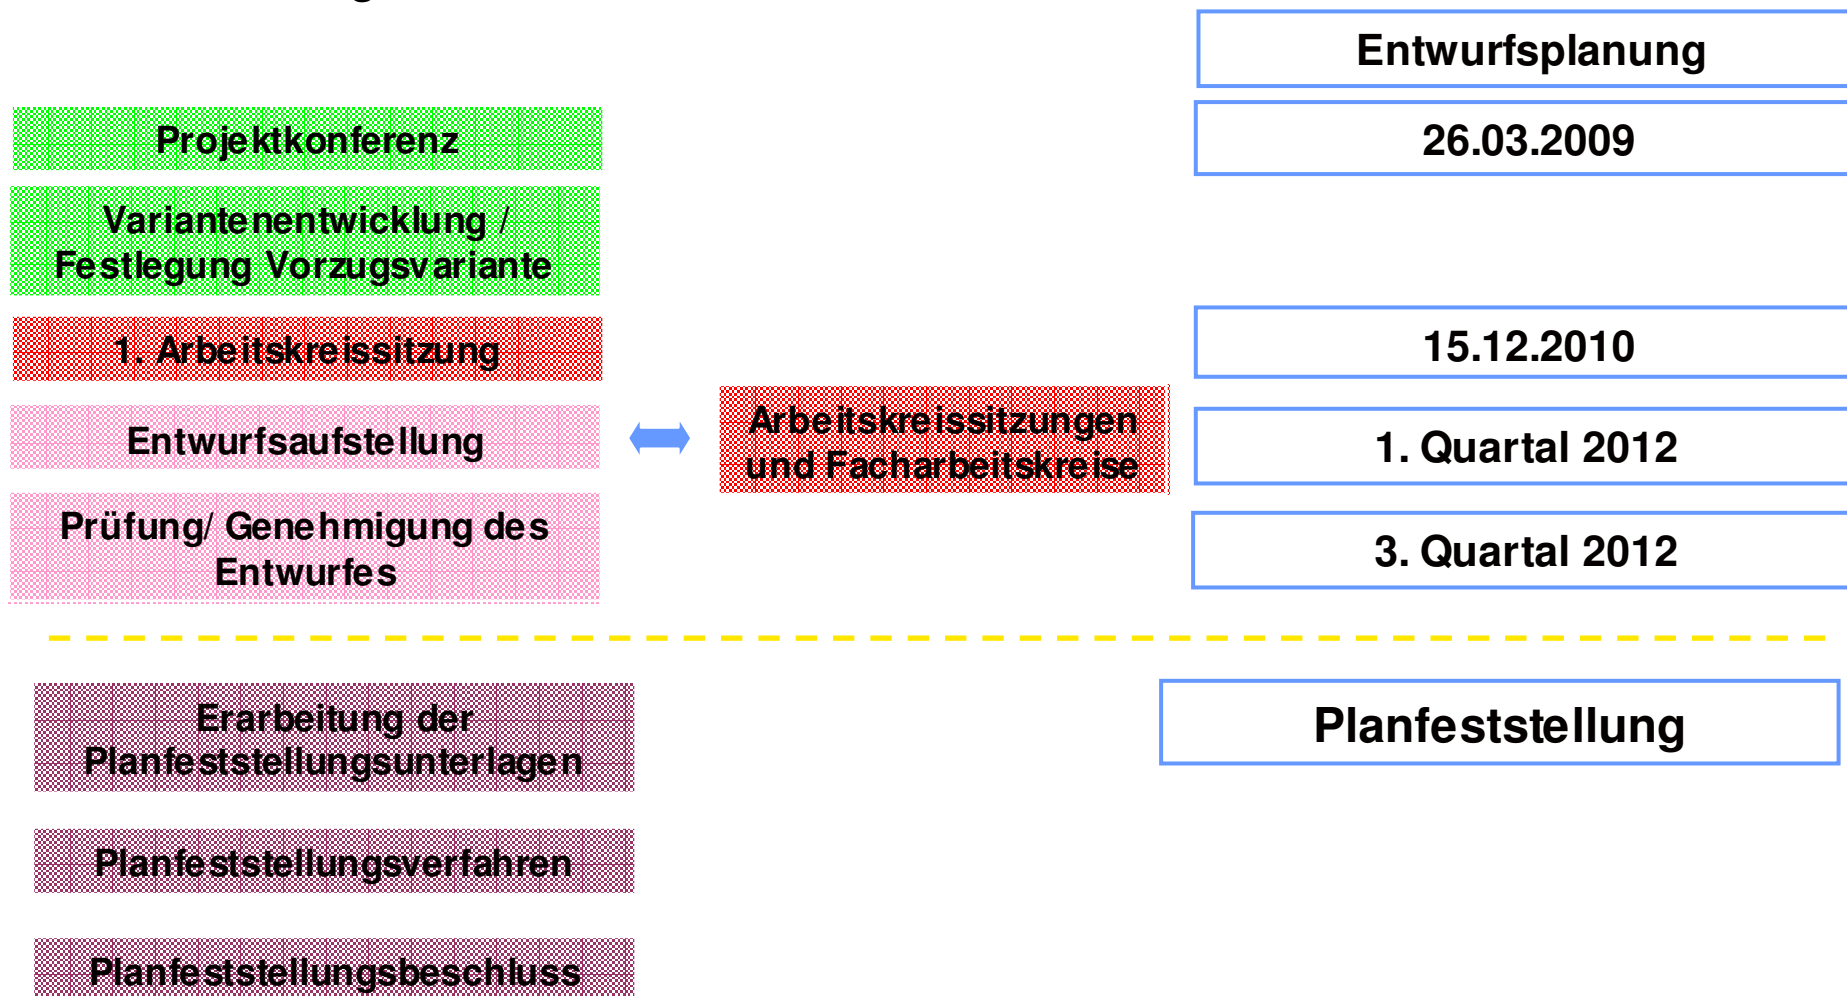 Entwurfsplanung
Projektkonferenz
26.03.2009
Variantenentwicklung /
Festlegung Vorzugsvariante
1. Arbeitskreissitzung
15.12.2010
Entwurfsaufstellung
Arbeitskreissitzungen
und Facharbeitskreise
1. Quartal 2012
Prüfung/ Genehmigung des
Entwurfes
3. Quartal 2012
Erarbeitung der
Planfeststellungsunterlagen
Planfeststellung
Planfeststellungsverfahren
Planfeststellungsbeschluss